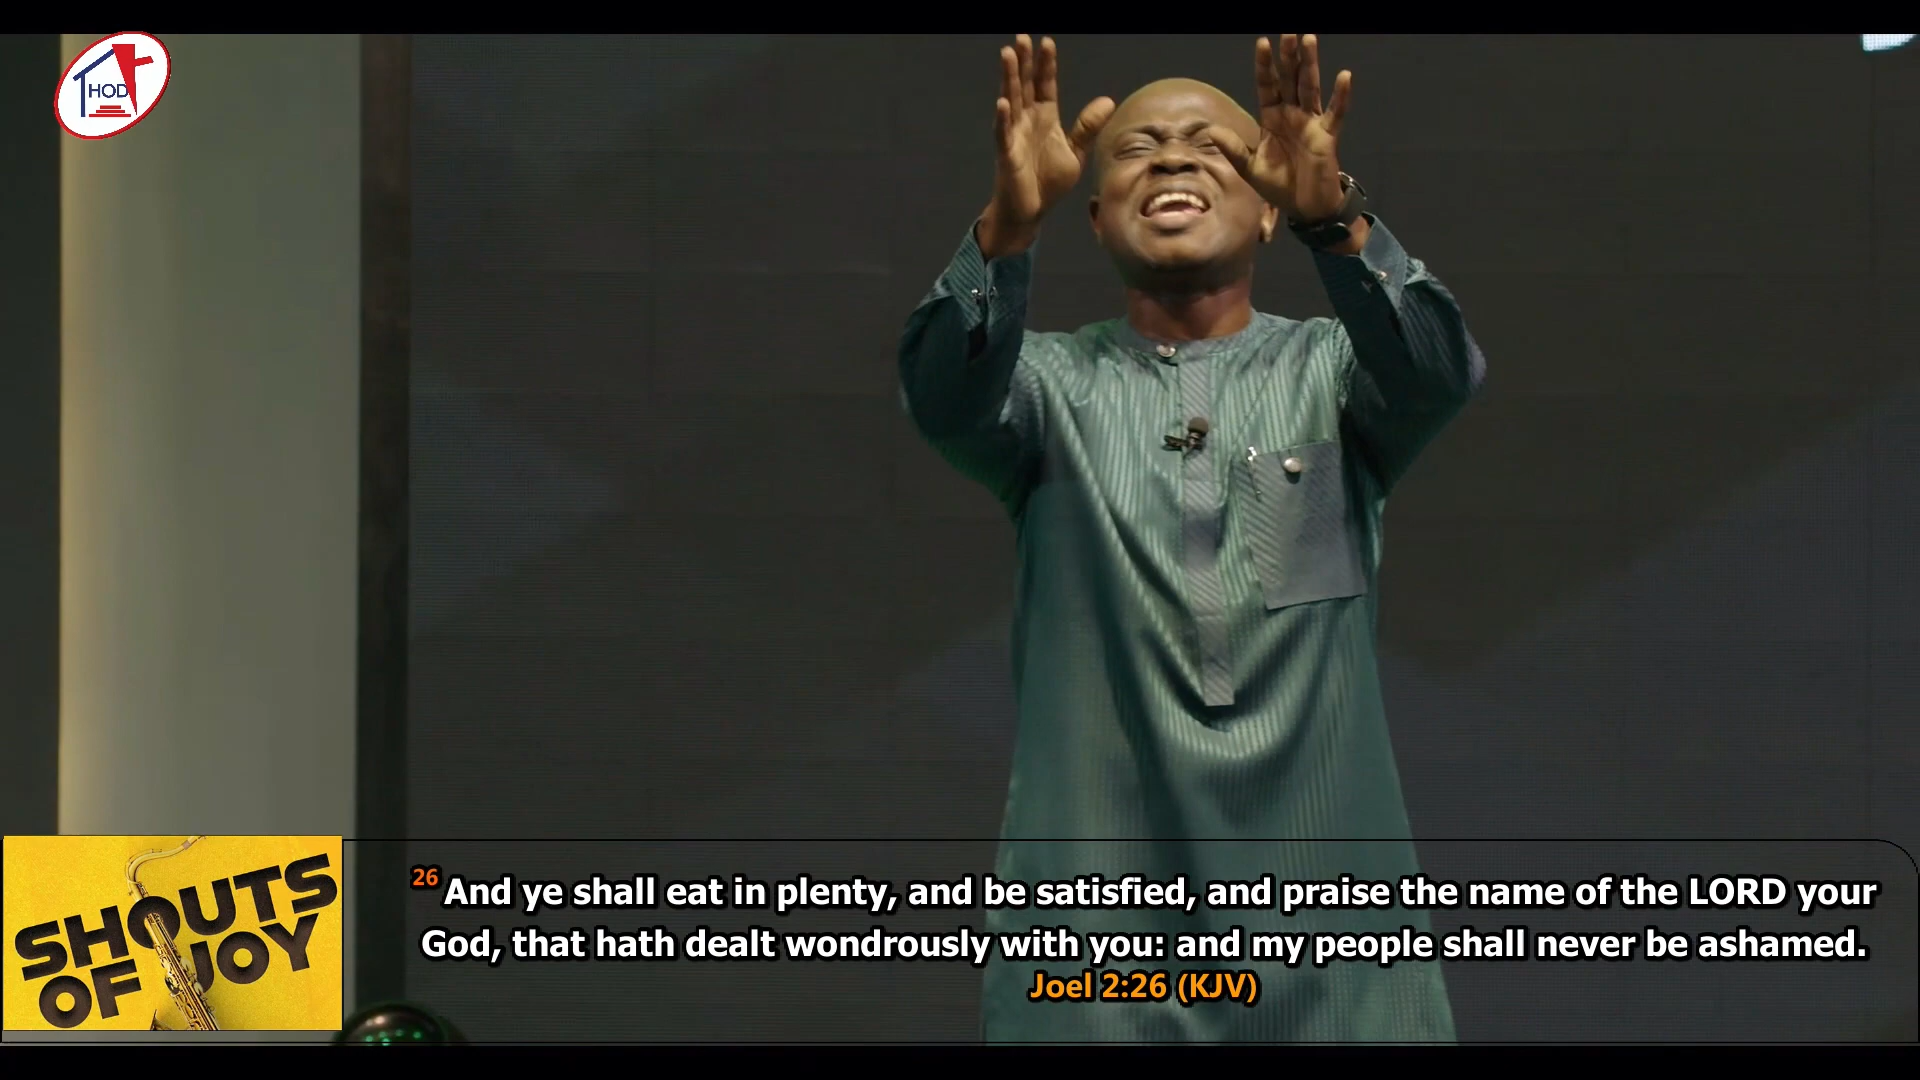 HOD
SHOUTS
OF JOY
26 And ye shall eat in plenty, and be satisfied, and praise the name of the LORD your
God, that hath dealt wondrously with you: and my people shall never be ashamed.
Joel 2:26 (KJV)